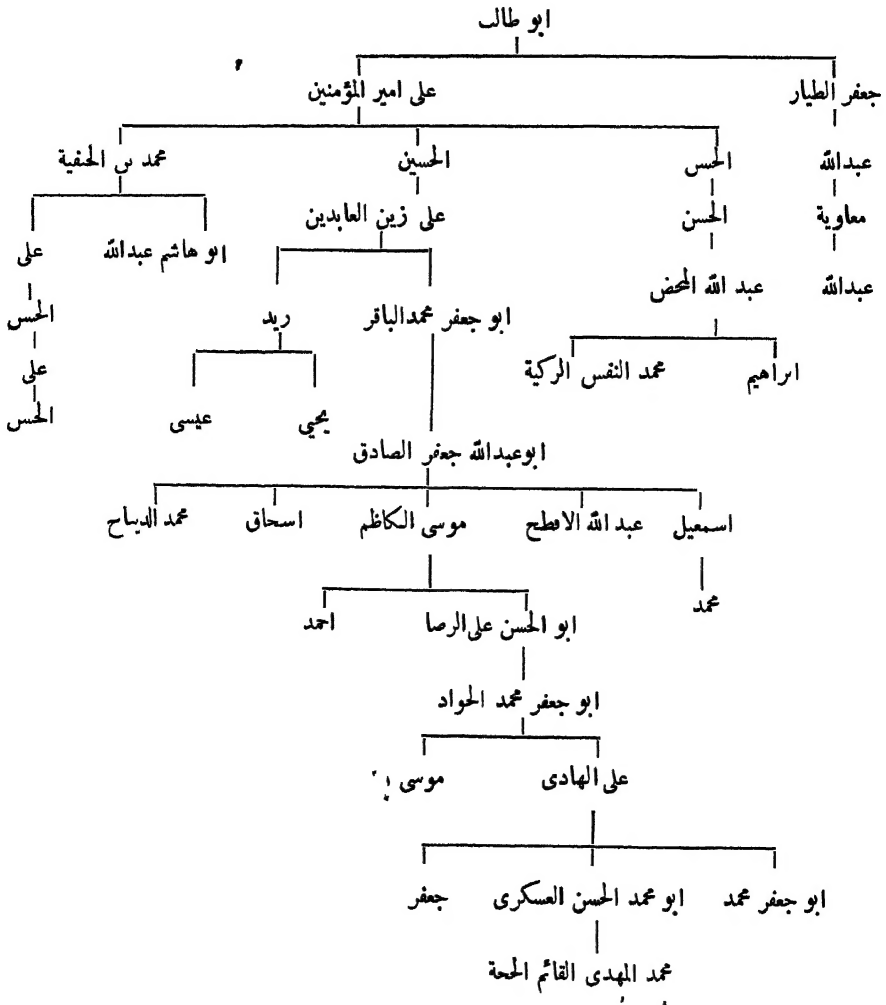 ابو طالب
جعفر الطيار
على امير المؤمنين
عبدالله
الحسن
الحسين
محمد بن الحنفية
معاوية
الحسن
على زين العابدين
عبدالله
عبد الله المحض
ابو هاشم عبدالله
على
ابو جعفر محمدالباقر
زيد
الحسن
ابراهيم
محمد النفس الزكية
على
يحيى
عيسى
الحسن
ابوعبدالله جعفر الصادق
اسمعيل
عبد الله الافطح
موسى الكاظم
اسحاق
محمد الديباج
محمد
ابو الحسن على الرضا
احمد
ابو جعفر محمد الجواد
على الهادى
موسى
ابو جعفر محمد
ابو محمد الحسن العسكرى
جعفر
محمد المهدى القائم الحجة